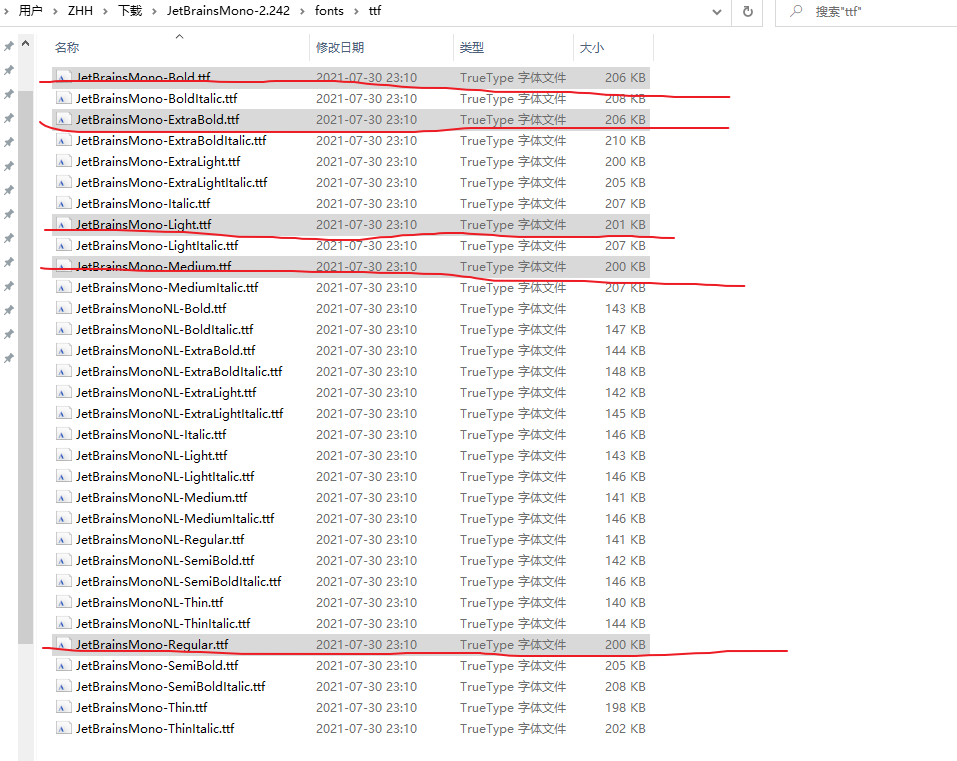 用户 > ZHH > 下载 > JetBrainsMono-2.242 > fonts > ttf 搜索"ttf"
名称 修改日期 类型 大小
JetBrainsMono-Bold.ttf 2021-07-30 23:10 TrueType 字体文件 206 KB
JetBrainsMono-BoldItalic.ttf 2021-07-30 23:10 TrueType 字体文件 208 KB
JetBrainsMono-ExtraBold.ttf 2021-07-30 23:10 TrueType 字体文件 206 KB
JetBrainsMono-ExtraBoldItalic.ttf 2021-07-30 23:10 TrueType 字体文件 210 KB
JetBrainsMono-ExtraLight.ttf 2021-07-30 23:10 TrueType 字体文件 200 KB
JetBrainsMono-ExtraLightItalic.ttf 2021-07-30 23:10 TrueType 字体文件 205 KB
JetBrainsMono-Italic.ttf 2021-07-30 23:10 TrueType 字体文件 207 KB
JetBrainsMono-Light.ttf 2021-07-30 23:10 TrueType 字体文件 201 KB
JetBrainsMono-LightItalic.ttf 2021-07-30 23:10 TrueType 字体文件 207 KB
JetBrainsMono-Medium.ttf 2021-07-30 23:10 TrueType 字体文件 200 KB
JetBrainsMono-MediumItalic.ttf 2021-07-30 23:10 TrueType 字体文件 207 KB
JetBrainsMonoNL-Bold.ttf 2021-07-30 23:10 TrueType 字体文件 143 KB
JetBrainsMonoNL-BoldItalic.ttf 2021-07-30 23:10 TrueType 字体文件 147 KB
JetBrainsMonoNL-ExtraBold.ttf 2021-07-30 23:10 TrueType 字体文件 144 KB
JetBrainsMonoNL-ExtraBoldItalic.ttf 2021-07-30 23:10 TrueType 字体文件 148 KB
JetBrainsMonoNL-ExtraLight.ttf 2021-07-30 23:10 TrueType 字体文件 142 KB
JetBrainsMonoNL-ExtraLightItalic.ttf 2021-07-30 23:10 TrueType 字体文件 145 KB
JetBrainsMonoNL-Italic.ttf 2021-07-30 23:10 TrueType 字体文件 146 KB
JetBrainsMonoNL-Light.ttf 2021-07-30 23:10 TrueType 字体文件 143 KB
JetBrainsMonoNL-LightItalic.ttf 2021-07-30 23:10 TrueType 字体文件 146 KB
JetBrainsMonoNL-Medium.ttf 2021-07-30 23:10 TrueType 字体文件 141 KB
JetBrainsMonoNL-MediumItalic.ttf 2021-07-30 23:10 TrueType 字体文件 146 KB
JetBrainsMonoNL-Regular.ttf 2021-07-30 23:10 TrueType 字体文件 141 KB
JetBrainsMonoNL-SemiBold.ttf 2021-07-30 23:10 TrueType 字体文件 142 KB
JetBrainsMonoNL-SemiBoldItalic.ttf 2021-07-30 23:10 TrueType 字体文件 146 KB
JetBrainsMonoNL-Thin.ttf 2021-07-30 23:10 TrueType 字体文件 140 KB
JetBrainsMonoNL-ThinItalic.ttf 2021-07-30 23:10 TrueType 字体文件 144 KB
JetBrainsMono-Regular.ttf 2021-07-30 23:10 TrueType 字体文件 200 KB
JetBrainsMono-SemiBold.ttf 2021-07-30 23:10 TrueType 字体文件 205 KB
JetBrainsMono-SemiBoldItalic.ttf 2021-07-30 23:10 TrueType 字体文件 208 KB
JetBrainsMono-Thin.ttf 2021-07-30 23:10 TrueType 字体文件 198 KB
JetBrainsMono-ThinItalic.ttf 2021-07-30 23:10 TrueType 字体文件 202 KB